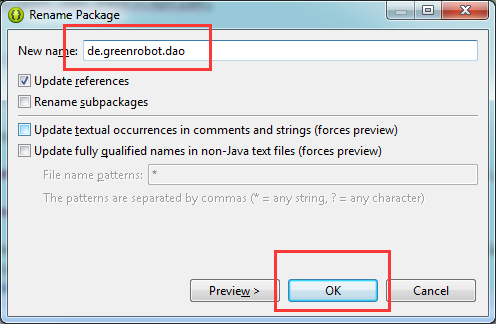 Rename Package
New name: de.greenrobot.dao
Update references
Rename subpackages
Update textual occurrences in comments and strings (forces preview)
Update fully qualified names in non-Java text files (forces preview)
File name patterns: *
The patterns are separated by commas (* = any string, ? = any character)
Preview > OK Cancel